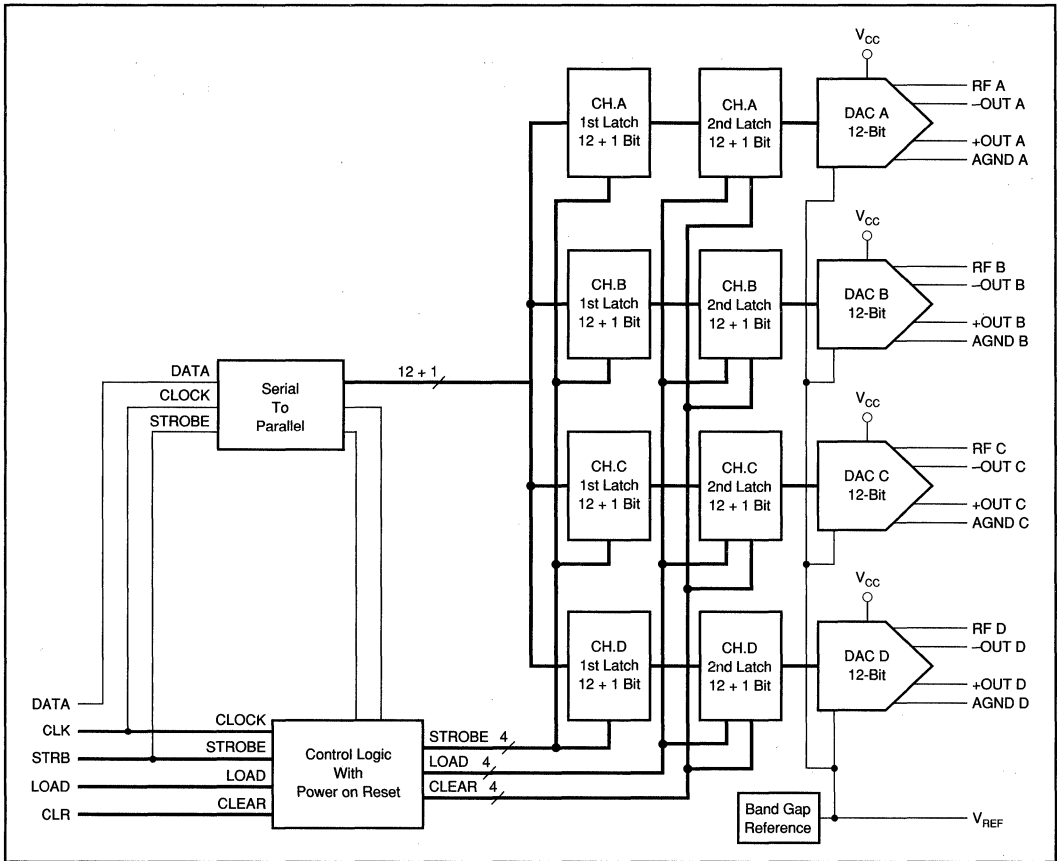 V_CC
CH.A
1st Latch
12 + 1 Bit
CH.A
2nd Latch
12 + 1 Bit
DAC A
12-Bit
RF A
–OUT A
+OUT A
AGND A
V_CC
CH.B
1st Latch
12 + 1 Bit
CH.B
2nd Latch
12 + 1 Bit
DAC B
12-Bit
RF B
–OUT B
+OUT B
AGND B
DATA
CLOCK
STROBE
Serial
To
Parallel
12 + 1
V_CC
CH.C
1st Latch
12 + 1 Bit
CH.C
2nd Latch
12 + 1 Bit
DAC C
12-Bit
RF C
–OUT C
+OUT C
AGND C
V_CC
CH.D
1st Latch
12 + 1 Bit
CH.D
2nd Latch
12 + 1 Bit
DAC D
12-Bit
RF D
–OUT D
+OUT D
AGND D
DATA
CLK
STRB
LOAD
CLR
CLOCK
STROBE
LOAD
CLEAR
Control Logic
With
Power on Reset
STROBE 4
LOAD 4
CLEAR 4
Band Gap
Reference
V_REF